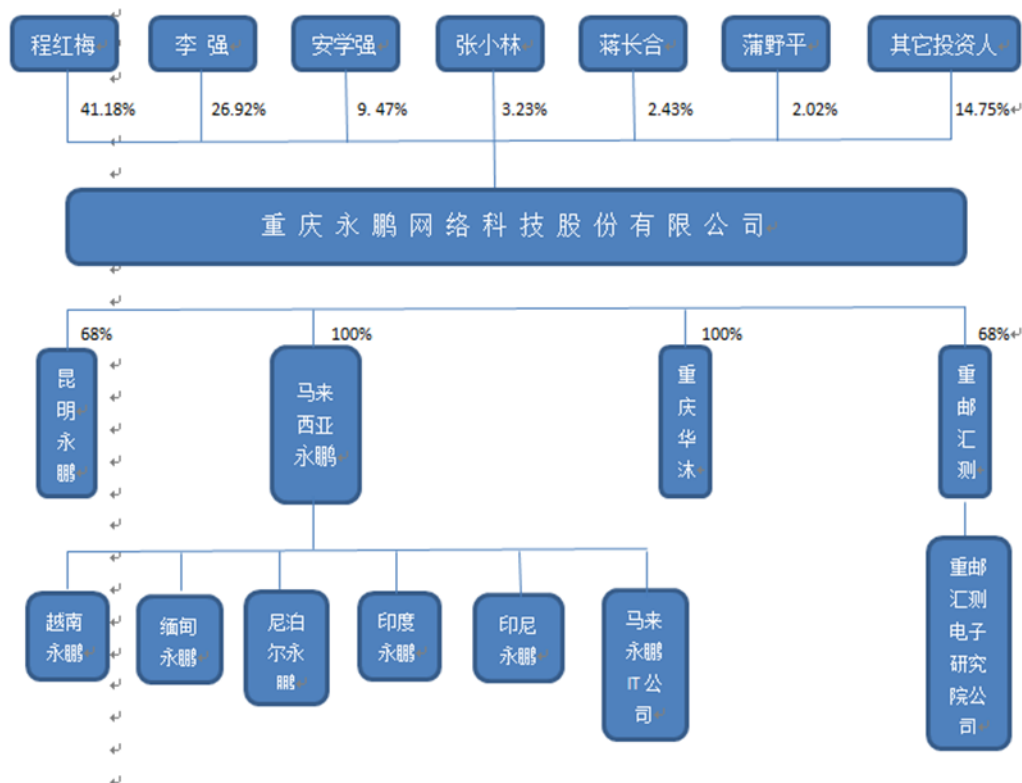 程红梅
李 强
安学强
张小林
蒋长合
蒲野平
其它投资人
41.18%
26.92%
9. 47%
3.23%
2.43%
2.02%
14.75%
重 庆 永 鹏 网 络 科 技 股 份 有 限 公 司
68%
100%
100%
68%
昆
明
永
鹏
马来
西亚
永鹏
重
庆
华
沐
重
邮
汇
测
越南
永鹏
缅甸
永鹏
尼泊
尔永
鹏
印度
永鹏
印尼
永鹏
马来
永鹏
IT 公
司
重邮
汇测
电子
研究
院公
司